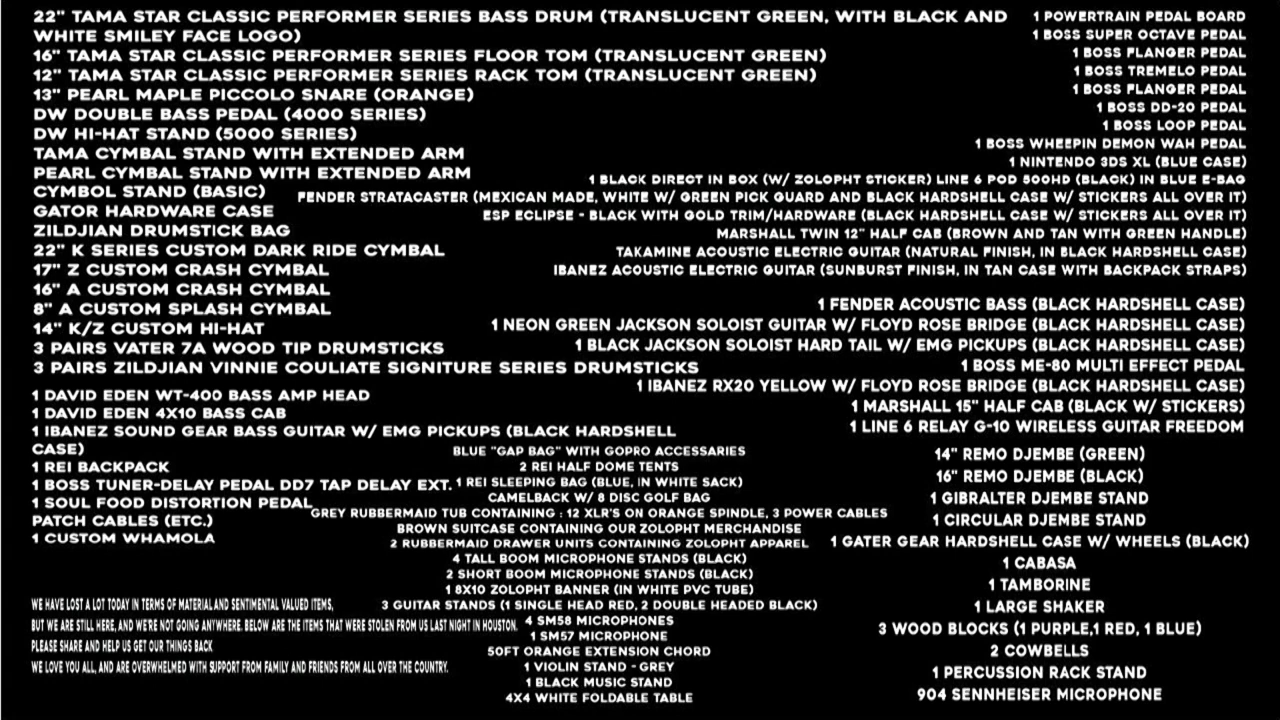 22" TAMA STAR CLASSIC PERFORMER SERIES BASS DRUM (TRANSLUCENT GREEN, WITH BLACK AND
WHITE SMILEY FACE LOGO)
16" TAMA STAR CLASSIC PERFORMER SERIES FLOOR TOM (TRANSLUCENT GREEN)
12" TAMA STAR CLASSIC PERFORMER SERIES RACK TOM (TRANSLUCENT GREEN)
13" PEARL MAPLE PICCOLO SNARE (ORANGE)
DW DOUBLE BASS PEDAL (4000 SERIES)
DW HI-HAT STAND (5000 SERIES)
TAMA CYMBAL STAND WITH EXTENDED ARM
PEARL CYMBAL STAND WITH EXTENDED ARM
CYMBOL STAND (BASIC)
GATOR HARDWARE CASE
ZILDJIAN DRUMSTICK BAG
22" K SERIES CUSTOM DARK RIDE CYMBAL
17" Z CUSTOM CRASH CYMBAL
16" A CUSTOM CRASH CYMBAL
8" A CUSTOM SPLASH CYMBAL
14" K/Z CUSTOM HI-HAT
3 PAIRS VATER 7A WOOD TIP DRUMSTICKS
3 PAIRS ZILDJIAN VINNIE COULIATE SIGNITURE SERIES DRUMSTICKS
1 DAVID EDEN WT-400 BASS AMP HEAD
1 DAVID EDEN 4X10 BASS CAB
1 IBANEZ SOUND GEAR BASS GUITAR W/ EMG PICKUPS (BLACK HARDSHELL
CASE)
1 REI BACKPACK
1 BOSS TUNER-DELAY PEDAL DD7 TAP DELAY EXT.
1 SOUL FOOD DISTORTION PEDAL
PATCH CABLES (ETC.)
1 CUSTOM WHAMOLA
WE HAVE LOST A LOT TODAY IN TERMS OF MATERIAL AND SENTIMENTAL VALUED ITEMS,
BUT WE ARE STILL HERE, AND WE'RE NOT GOING ANYWHERE. BELOW ARE THE ITEMS THAT WERE STOLEN FROM US LAST NIGHT IN HOUSTON.
PLEASE SHARE AND HELP US GET OUR THINGS BACK
WE LOVE YOU ALL, AND ARE OVERWHELMED WITH SUPPORT FROM FAMILY AND FRIENDS FROM ALL OVER THE COUNTRY.
BLUE "GAP BAG" WITH GOPRO ACCESSARIES
2 REI HALF DOME TENTS
1 REI SLEEPING BAG (BLUE, IN WHITE SACK)
CAMELBACK W/ 8 DISC GOLF BAG
GREY RUBBERMAID TUB CONTAINING : 12 XLR'S ON ORANGE SPINDLE, 3 POWER CABLES
BROWN SUITCASE CONTAINING OUR ZOLOPHT MERCHANDISE
2 RUBBERMAID DRAWER UNITS CONTAINING ZOLOPHT APPAREL
4 TALL BOOM MICROPHONE STANDS (BLACK)
2 SHORT BOOM MICROPHONE STANDS (BLACK)
1 8X10 ZOLOPHT BANNER (IN WHITE PVC TUBE)
3 GUITAR STANDS (1 SINGLE HEAD RED, 2 DOUBLE HEADED BLACK)
4 SM58 MICROPHONES
1 SM57 MICROPHONE
50FT ORANGE EXTENSION CHORD
1 VIOLIN STAND - GREY
1 BLACK MUSIC STAND
4X4 WHITE FOLDABLE TABLE
1 POWERTRAIN PEDAL BOARD
1 BOSS SUPER OCTAVE PEDAL
1 BOSS FLANGER PEDAL
1 BOSS TREMELO PEDAL
1 BOSS FLANGER PEDAL
1 BOSS DD-20 PEDAL
1 BOSS LOOP PEDAL
1 BOSS WHEEPIN DEMON WAH PEDAL
1 NINTENDO 3DS XL (BLUE CASE)
1 BLACK DIRECT IN BOX (W/ ZOLOPHT STICKER) LINE 6 POD 500HD (BLACK) IN BLUE E-BAG
FENDER STRATACASTER (MEXICAN MADE, WHITE W/ GREEN PICK GUARD AND BLACK HARDSHELL CASE W/ STICKERS ALL OVER IT)
ESP ECLIPSE - BLACK WITH GOLD TRIM/HARDWARE (BLACK HARDSHELL CASE W/ STICKERS ALL OVER IT)
MARSHALL TWIN 12" HALF CAB (BROWN AND TAN WITH GREEN HANDLE)
TAKAMINE ACOUSTIC ELECTRIC GUITAR (NATURAL FINISH, IN BLACK HARDSHELL CASE)
IBANEZ ACOUSTIC ELECTRIC GUITAR (SUNBURST FINISH, IN TAN CASE WITH BACKPACK STRAPS)
1 FENDER ACOUSTIC BASS (BLACK HARDSHELL CASE)
1 NEON GREEN JACKSON SOLOIST GUITAR W/ FLOYD ROSE BRIDGE (BLACK HARDSHELL CASE)
1 BLACK JACKSON SOLOIST HARD TAIL W/ EMG PICKUPS (BLACK HARDSHELL CASE)
1 BOSS ME-80 MULTI EFFECT PEDAL
1 IBANEZ RX20 YELLOW W/ FLOYD ROSE BRIDGE (BLACK HARDSHELL CASE)
1 MARSHALL 15" HALF CAB (BLACK W/ STICKERS)
1 LINE 6 RELAY G-10 WIRELESS GUITAR FREEDOM
14" REMO DJEMBE (GREEN)
16" REMO DJEMBE (BLACK)
1 GIBRALTER DJEMBE STAND
1 CIRCULAR DJEMBE STAND
1 GATER GEAR HARDSHELL CASE W/ WHEELS (BLACK)
1 CABASA
1 TAMBORINE
1 LARGE SHAKER
3 WOOD BLOCKS (1 PURPLE,1 RED, 1 BLUE)
2 COWBELLS
1 PERCUSSION RACK STAND
904 SENNHEISER MICROPHONE